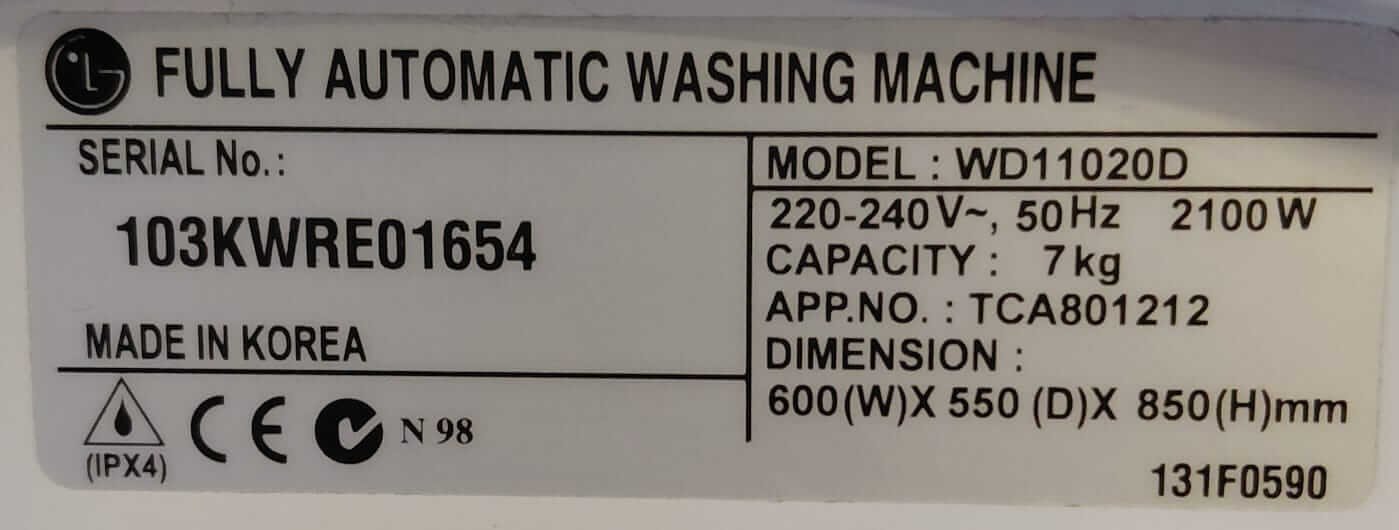 LG FULLY AUTOMATIC WASHING MACHINE
SERIAL No.:
103KWRE01654
MADE IN KOREA
(IPX4) CE N 98
MODEL : WD11020D
220-240V~, 50Hz 2100W
CAPACITY : 7kg
APP.NO. : TCA801212
DIMENSION :
600(W)X 550 (D)X 850(H)mm
131F0590